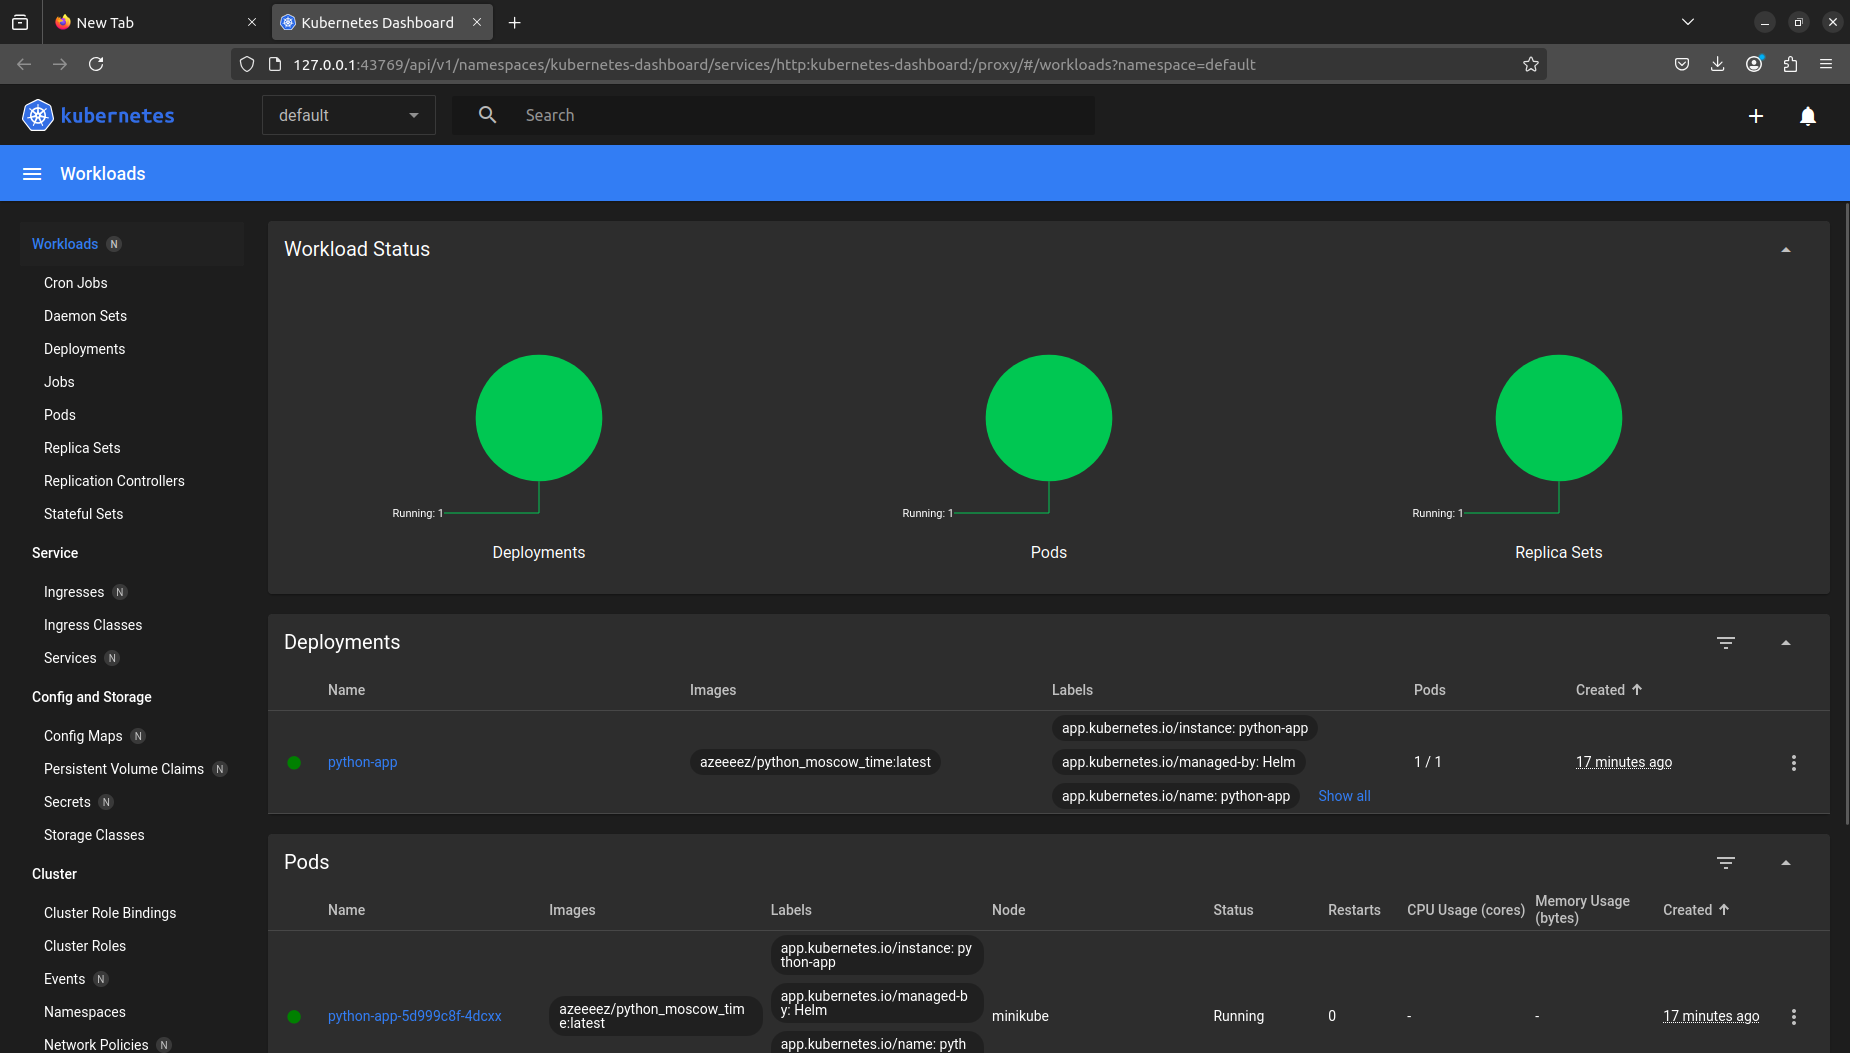 New Tab
Kubernetes Dashboard
127.0.0.1:43769/api/v1/namespaces/kubernetes-dashboard/services/http:kubernetes-dashboard:/proxy/#/workloads?namespace=default
kubernetes
default
Search
Workloads
Workloads N
Cron Jobs
Daemon Sets
Deployments
Jobs
Pods
Replica Sets
Replication Controllers
Stateful Sets
Service
Ingresses N
Ingress Classes
Services N
Config and Storage
Config Maps N
Persistent Volume Claims N
Secrets N
Storage Classes
Cluster
Cluster Role Bindings
Cluster Roles
Events N
Namespaces
Network Policies N
Workload Status
Running: 1
Deployments
Running: 1
Pods
Running: 1
Replica Sets
Deployments
Name Images Labels Pods Created
python-app
azeeeez/python_moscow_time:latest
app.kubernetes.io/instance: python-app
app.kubernetes.io/managed-by: Helm
app.kubernetes.io/name: python-app
Show all
1 / 1
17 minutes ago
Pods
Name Images Labels Node Status Restarts CPU Usage (cores) Memory Usage
(bytes)
Created
python-app-5d999c8f-4dcxx
azeeeez/python_moscow_tim
e:latest
app.kubernetes.io/instance: py
thon-app
app.kubernetes.io/managed-b
y: Helm
app.kubernetes.io/name: pyth
minikube
Running
0
-
-
17 minutes ago